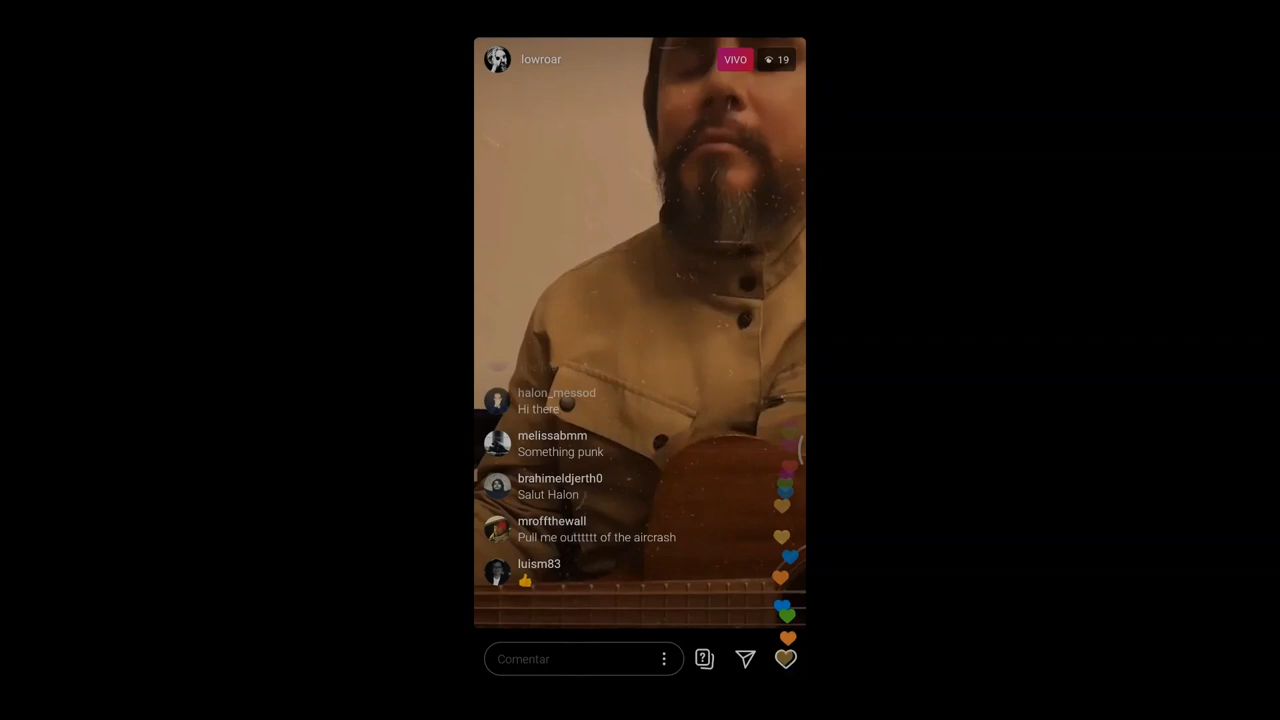 lowroar
VIVO
19
halon_messod
Hi there
melissabmm
Something punk
brahimeldjerth0
Salut Halon
mroffthewall
Pull me outttttt of the aircrash
luism83
Comentar